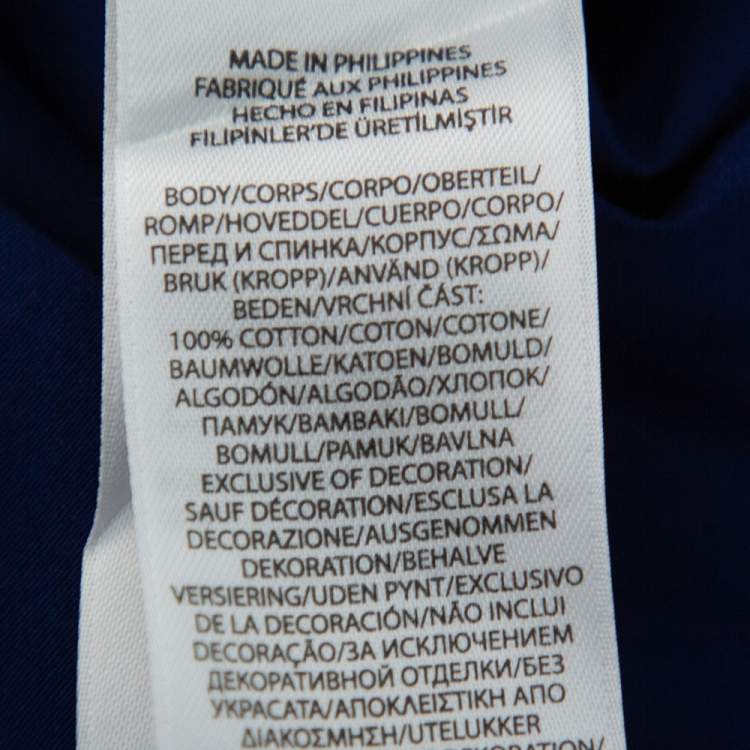 MADE IN PHILIPPINES
FABRIQUÉ AUX PHILIPPINES
HECHO EN FILIPINAS
FILIPINLER'DE ÜRETILMIŞTIR
BODY/CORPS/CORPO/OBERTEIL/
ROMP/HOVEDDEL/CUERPO/CORPO/
ПЕРЕД И СПИНКА/КОРПУС/ΣΩΜΑ/
BRUK (KROPP)/ANVÄND (KROPP)/
BEDEN/VRCHNÍ ČÁST:
100% COTTON/COTON/COTONE/
BAUMWOLLE/KATOEN/BOMULD/
ALGODÓN/ALGODÃO/ХЛОПОК/
ПАМУК/ΒΑΜΒΑΚΙ/BOMULL/
BOMULL/PAMUK/BAVLNA
EXCLUSIVE OF DECORATION/
SAUF DÉCORATION/ESCLUSA LA
DECORAZIONE/AUSGENOMMEN
DEKORATION/BEHALVE
VERSIERING/UDEN PYNT/EXCLUSIVO
DE LA DECORACIÓN/NÃO INCLUI
DECORAÇÃO/ЗА ИСКЛЮЧЕНИЕМ
ДЕКОРАТИВНОЙ ОТДЕЛКИ/БЕЗ
УКРАСАТА/ΑΠΟΚΛΕΙΣΤΙΚΗ ΑΠΟ
ΔΙΑΚΟΣΜΗΣΗ/UTELUKKER